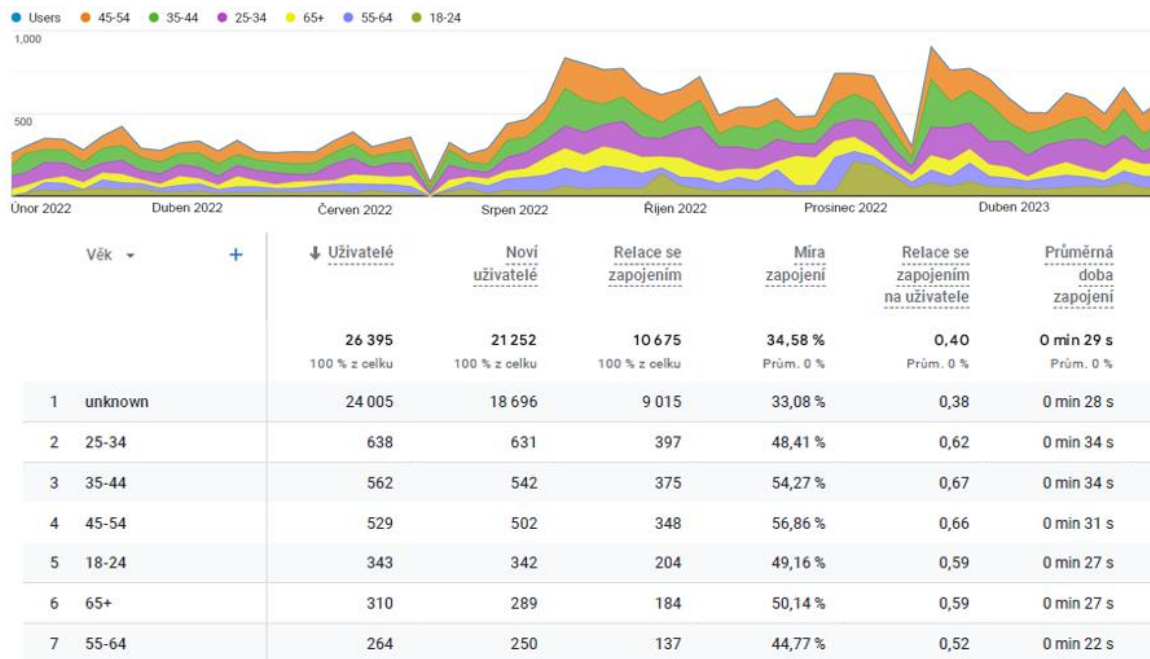 Users 45-54 35-44 25-34 65+ 55-64 18-24
1,000
500
Únor 2022 Duben 2022 Červen 2022 Srpen 2022 Říjen 2022 Prosinec 2022 Duben 2023
Věk + ↓ Uživatelé Noví uživatelé Relace se zapojením Míra zapojení Relace se zapojením na uživatele Průměrná doba zapojení
26 395 21 252 10 675 34,58 % 0,40 0 min 29 s
100 % z celku 100 % z celku 100 % z celku Prům. 0 % Prům. 0 % Prům. 0 %
1 unknown 24 005 18 696 9 015 33,08 % 0,38 0 min 28 s
2 25-34 638 631 397 48,41 % 0,62 0 min 34 s
3 35-44 562 542 375 54,27 % 0,67 0 min 34 s
4 45-54 529 502 348 56,86 % 0,66 0 min 31 s
5 18-24 343 342 204 49,16 % 0,59 0 min 27 s
6 65+ 310 289 184 50,14 % 0,59 0 min 27 s
7 55-64 264 250 137 44,77 % 0,52 0 min 22 s